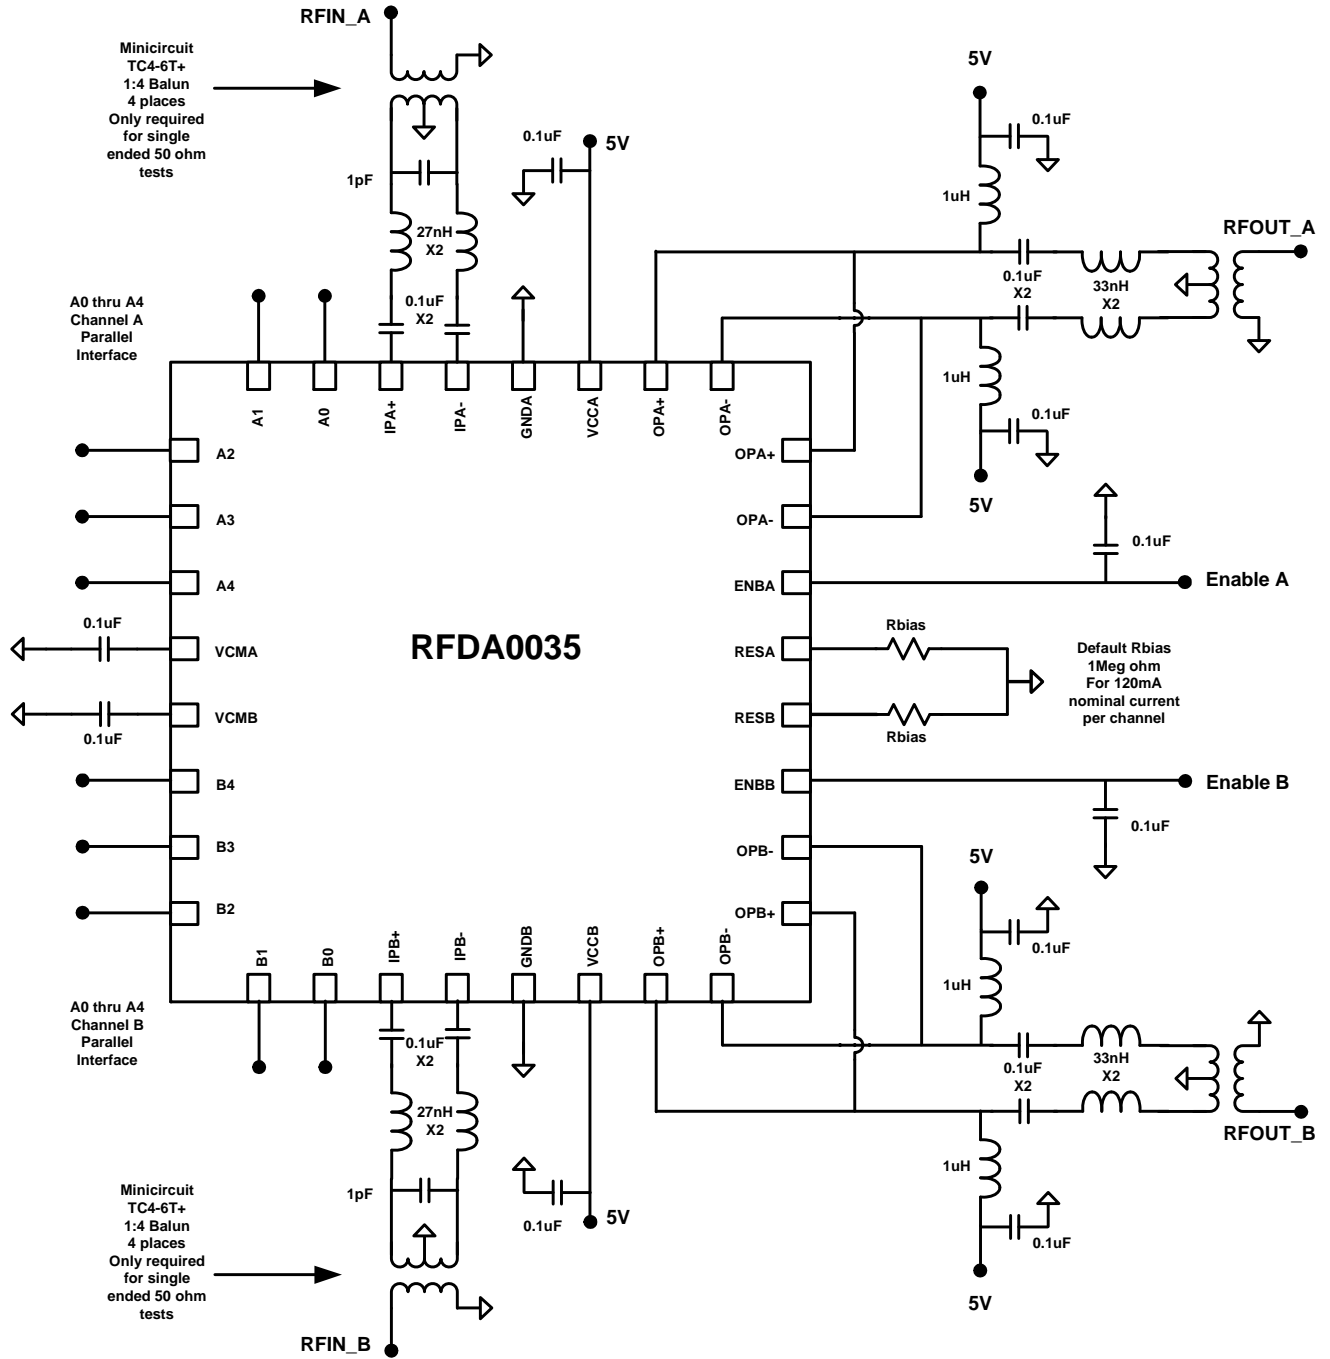 RFIN_A
Minicircuit
TC4-6T+
1:4 Balun
4 places
Only required
for single
ended 50 ohm
tests
1pF
27nH
X2
0.1uF
X2
0.1uF
5V
5V
0.1uF
1uH
RFOUT_A
0.1uF
X2
33nH
X2
1uH
0.1uF
5V
A0 thru A4
Channel A
Parallel
Interface
A1
A0
IPA+
IPA-
GNDA
VCCA
OPA+
OPA-
A2
A3
A4
VCMA
VCMB
B4
B3
B2
0.1uF
0.1uF
RFDA0035
OPA+
OPA-
ENBA
RESA
RESB
ENBB
OPB-
OPB+
0.1uF
Enable A
Rbias
Rbias
Default Rbias
1Meg ohm
For 120mA
nominal current
per channel
Enable B
0.1uF
B1
B0
IPB+
IPB-
GNDB
VCCB
OPB+
OPB-
A0 thru A4
Channel B
Parallel
Interface
0.1uF
X2
27nH
X2
1pF
0.1uF
5V
5V
0.1uF
1uH
0.1uF
X2
33nH
X2
RFOUT_B
1uH
0.1uF
5V
Minicircuit
TC4-6T+
1:4 Balun
4 places
Only required
for single
ended 50 ohm
tests
RFIN_B